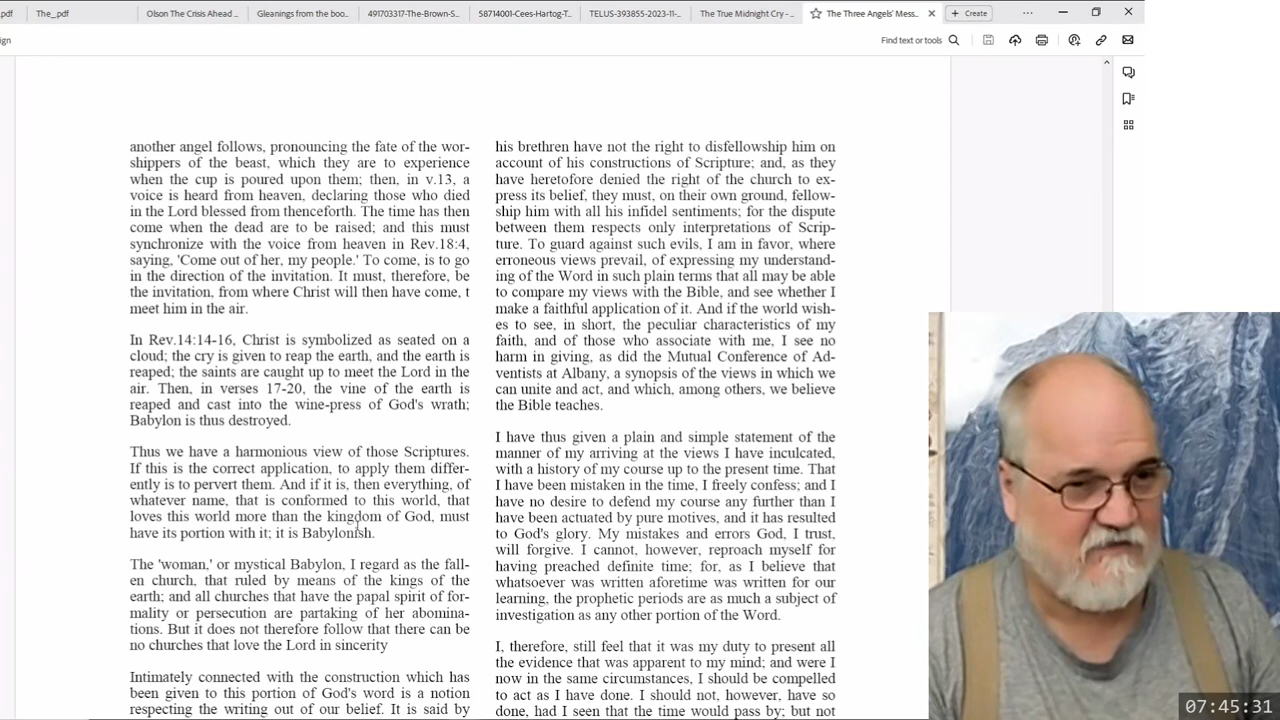 .pdf
The_.pdf
Olson The Crisis Ahead ...
Gleanings from the boo...
491703317-The-Brown-S...
58714001-Cees-Hartog-T...
TELUS-393855-2023-11-...
The True Midnight Cry - ...
The Three Angels' Mess...
Create
ign
Find text or tools
another angel follows, pronouncing the fate of the wor-
shippers of the beast, which they are to experience
when the cup is poured upon them; then, in v.13, a
voice is heard from heaven, declaring those who died
in the Lord blessed from thenceforth. The time has then
come when the dead are to be raised; and this must
synchronize with the voice from heaven in Rev.18:4,
saying, 'Come out of her, my people.' To come, is to go
in the direction of the invitation. It must, therefore, be
the invitation, from where Christ will then have come, t
meet him in the air.
In Rev.14:14-16, Christ is symbolized as seated on a
cloud; the cry is given to reap the earth, and the earth is
reaped; the saints are caught up to meet the Lord in the
air. Then, in verses 17-20, the vine of the earth is
reaped and cast into the wine-press of God's wrath;
Babylon is thus destroyed.
Thus we have a harmonious view of those Scriptures.
If this is the correct application, to apply them differ-
ently is to pervert them. And if it is, then everything, of
whatever name, that is conformed to this world, that
loves this world more than the kingdom of God, must
have its portion with it; it is Babylonish.
The 'woman,' or mystical Babylon, I regard as the fall-
en church, that ruled by means of the kings of the
earth; and all churches that have the papal spirit of for-
mality or persecution are partaking of her abomina-
tions. But it does not therefore follow that there can be
no churches that love the Lord in sincerity
Intimately connected with the construction which has
been given to this portion of God's word is a notion
respecting the writing out of our belief. It is said by
his brethren have not the right to disfellowship him on
account of his constructions of Scripture; and, as they
have heretofore denied the right of the church to ex-
press its belief, they must, on their own ground, fellow-
ship him with all his infidel sentiments; for the dispute
between them respects only interpretations of Scrip-
ture. To guard against such evils, I am in favor, where
erroneous views prevail, of expressing my understand-
ing of the Word in such plain terms that all may be able
to compare my views with the Bible, and see whether I
make a faithful application of it. And if the world wish-
es to see, in short, the peculiar characteristics of my
faith, and of those who associate with me, I see no
harm in giving, as did the Mutual Conference of Ad-
ventists at Albany, a synopsis of the views in which we
can unite and act, and which, among others, we believe
the Bible teaches.
I have thus given a plain and simple statement of the
manner of my arriving at the views I have inculcated,
with a history of my course up to the present time. That
I have been mistaken in the time, I freely confess; and I
have no desire to defend my course any further than I
have been actuated by pure motives, and it has resulted
to God's glory. My mistakes and errors God, I trust,
will forgive. I cannot, however, reproach myself for
having preached definite time; for, as I believe that
whatsoever was written aforetime was written for our
learning, the prophetic periods are as much a subject of
investigation as any other portion of the Word.
I, therefore, still feel that it was my duty to present all
the evidence that was apparent to my mind; and were I
now in the same circumstances, I should be compelled
to act as I have done. I should not, however, have so
done, had I seen that the time would pass by; but not
07:45:31